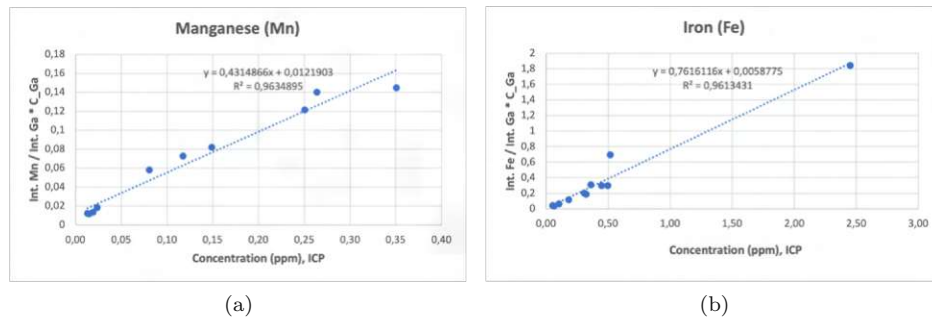 Manganese (Mn)
0,18
0,16
0,14
0,12
0,1
0,08
0,06
0,04
0,02
0
y = 0,4314866x + 0,0121903
R² = 0,9634895
Int. Mn / Int. Ga * C_Ga
0,00 0,05 0,10 0,15 0,20 0,25 0,30 0,35 0,40
Concentration (ppm), ICP
(a)
Iron (Fe)
2
1,8
1,6
1,4
1,2
1
0,8
0,6
0,4
0,2
0
y = 0,7616116x + 0,0058775
R² = 0,9613431
Int. Fe / Int. Ga * C_Ga
0,00 0,50 1,00 1,50 2,00 2,50 3,00
Concentration (ppm), ICP
(b)